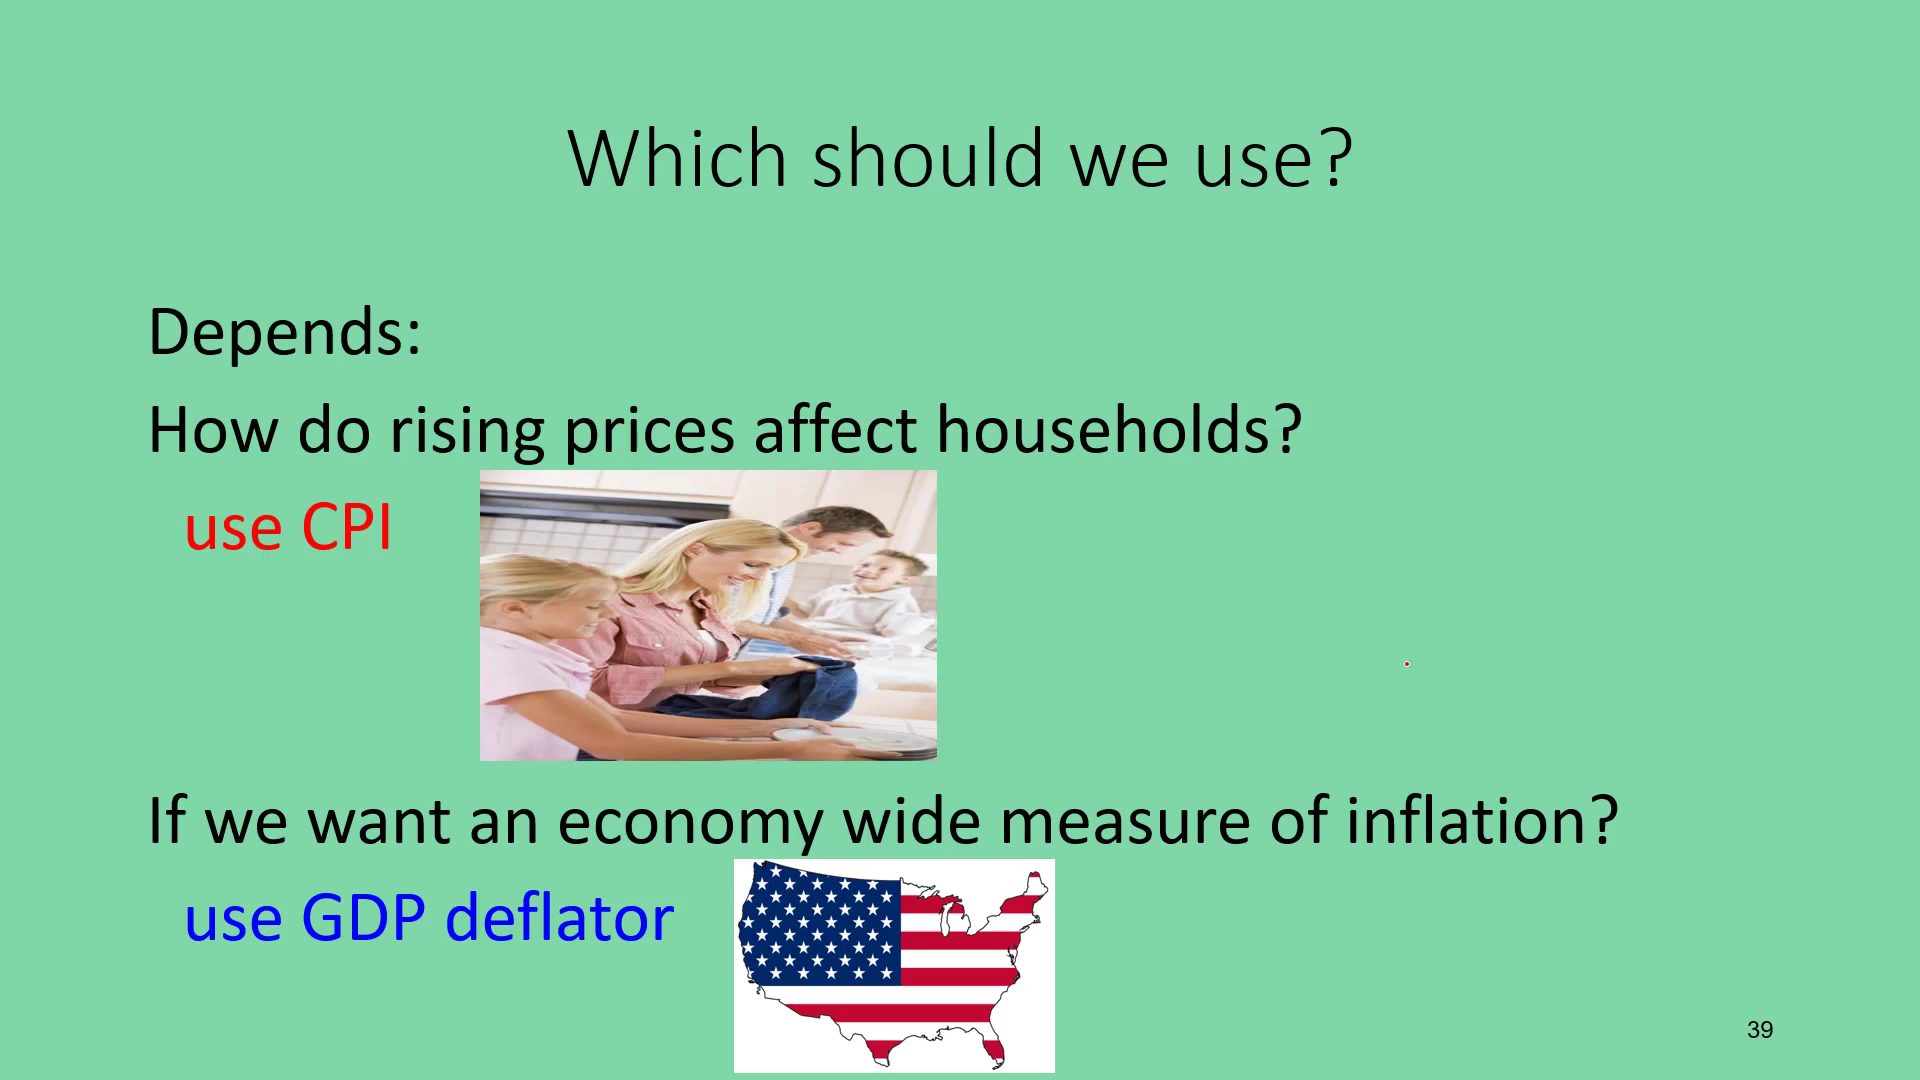 Which should we use?
Depends:
How do rising prices affect households?
use CPI
If we want an economy wide measure of inflation?
use GDP deflator
39